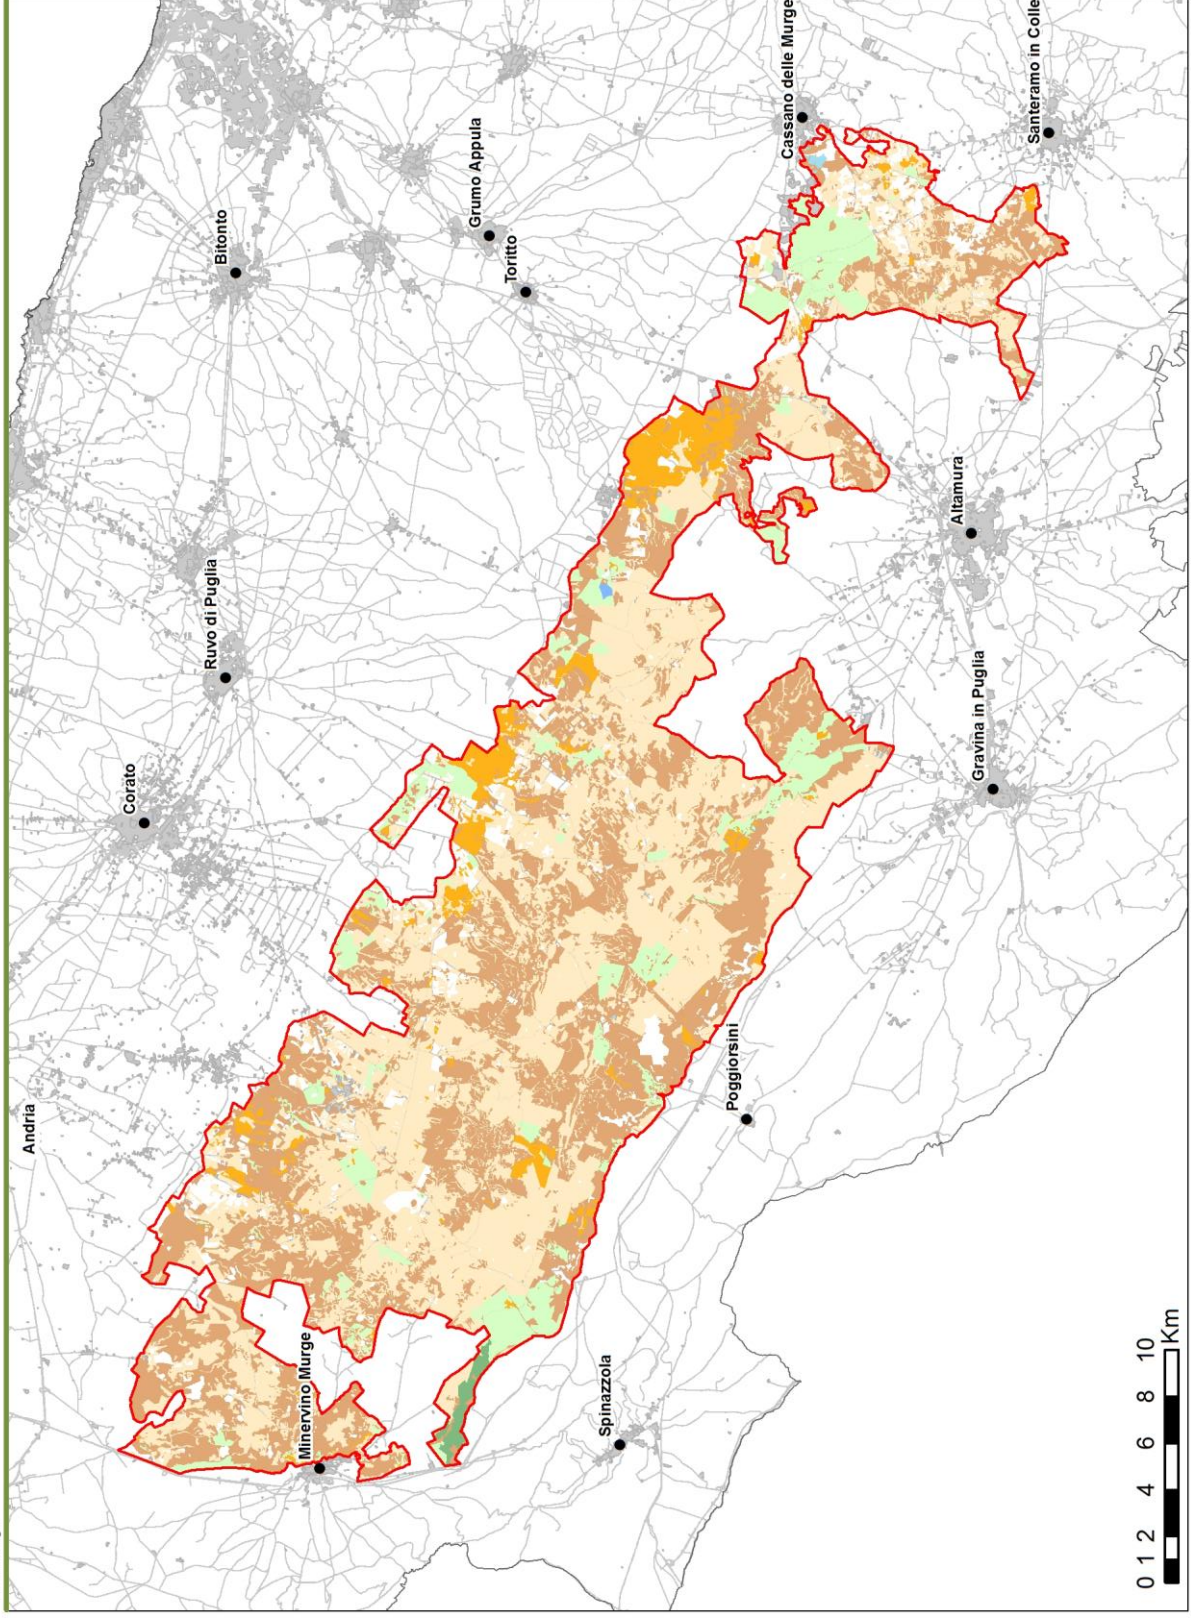 Andria
Corato
Ruvo di Puglia
Bitonto
Minervino Murge
Grumo Appula
Toritto
Spinazzola
Poggiorsini
Cassano delle Murge
Gravina in Puglia
Altamura
Santeramo in Colle
0 1 2 4 6 8 10
Km